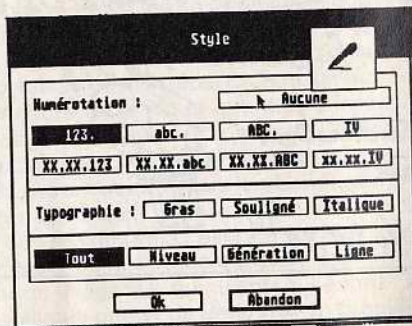 Style
Numérotation : Aucune
123. abc. ABC. IV
XX.XX.123 XX.XX.abc XX.XX.ABC xx.xx.IV
Typographie : Gras Souligné Italique
Tout Niveau Génération Ligne
Ok Abandon